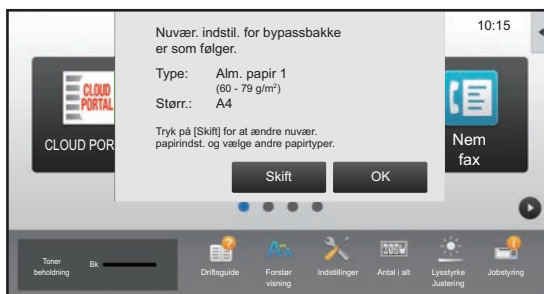 10:15
Nuvær. indstil. for bypassbakke
er som følger.
Type: Alm. papir 1
(60 - 79 g/m²)
Størr.: A4
Tryk på [Skift] for at ændre nuvær.
papirindst. og vælge andre papirtyper.
Skift
OK
CLOUD
PORTAL
CLOUD POR
Nem
fax
Toner
beholdning
Bk
Driftsguide
Forstør
visning
Indstillinger
Antal i alt
Lysstyrke
Justering
Jobstyring